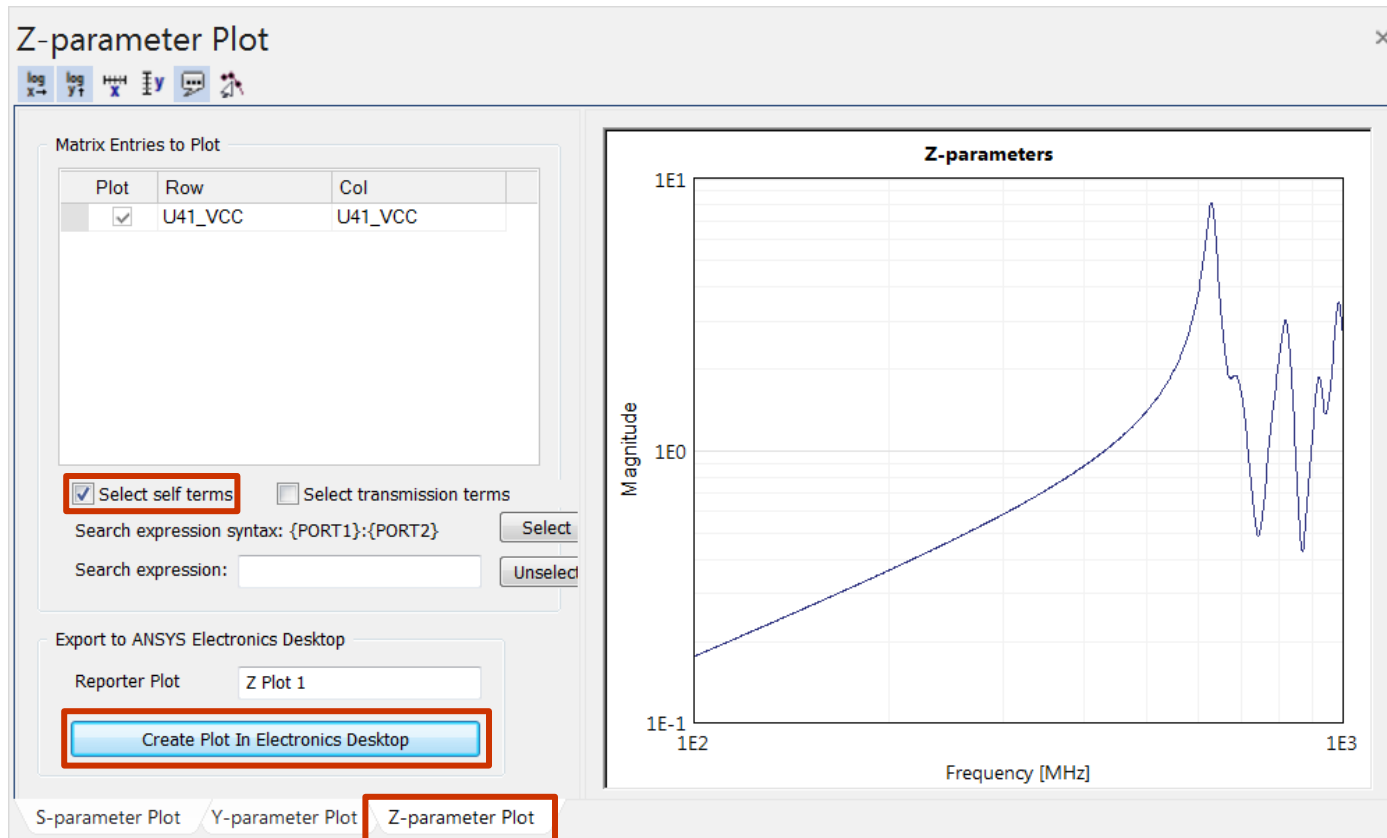 Z-parameter Plot
log x log y x y
Matrix Entries to Plot
Plot Row Col
U41_VCC U41_VCC
Select self terms Select transmission terms
Search expression syntax: {PORT1}:{PORT2} Select
Search expression: Unselect
Export to ANSYS Electronics Desktop
Reporter Plot Z Plot 1
Create Plot In Electronics Desktop
S-parameter Plot Y-parameter Plot Z-parameter Plot
Z-parameters
1E1
1E0
1E-1
Magnitude
1E2 1E3
Frequency [MHz]